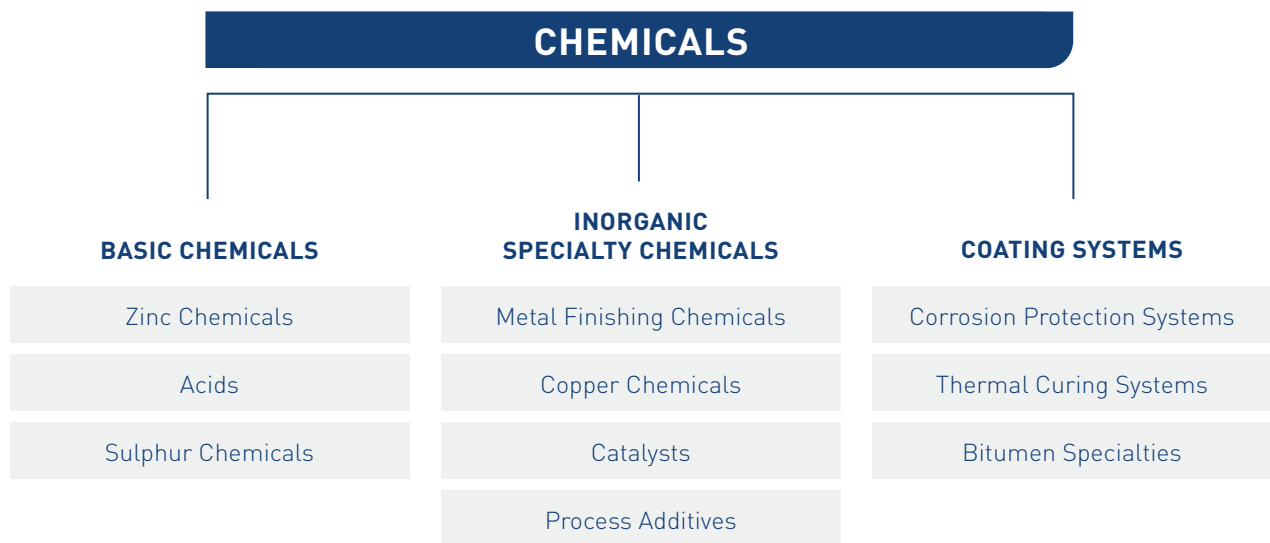 CHEMICALS
BASIC CHEMICALS
Zinc Chemicals
Acids
Sulphur Chemicals
INORGANIC
SPECIALTY CHEMICALS
Metal Finishing Chemicals
Copper Chemicals
Catalysts
Process Additives
COATING SYSTEMS
Corrosion Protection Systems
Thermal Curing Systems
Bitumen Specialties